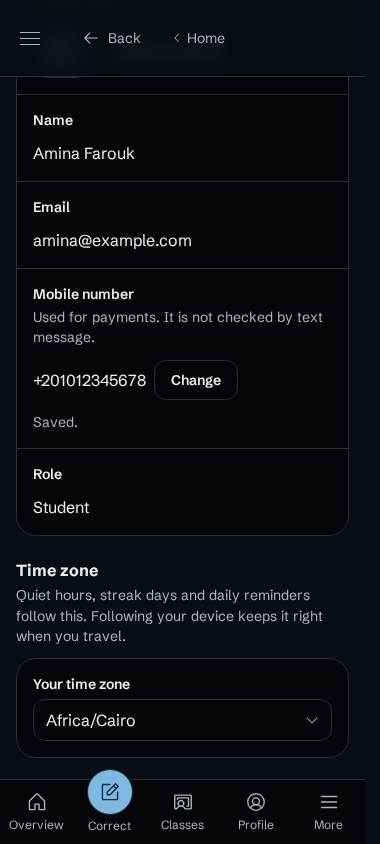 Back
Home
Name
Amina Farouk
Email
amina@example.com
Mobile number
Used for payments. It is not checked by text
message.
+201012345678
Change
Saved.
Role
Student
Time zone
Quiet hours, streak days and daily reminders
follow this. Following your device keeps it right
when you travel.
Your time zone
Africa/Cairo
Overview
Correct
Classes
Profile
More